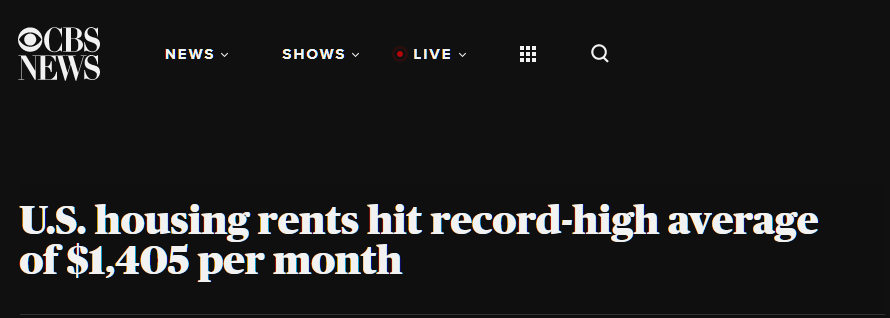 CBS NEWS
NEWS SHOWS LIVE
U.S. housing rents hit record-high average
of $1,405 per month